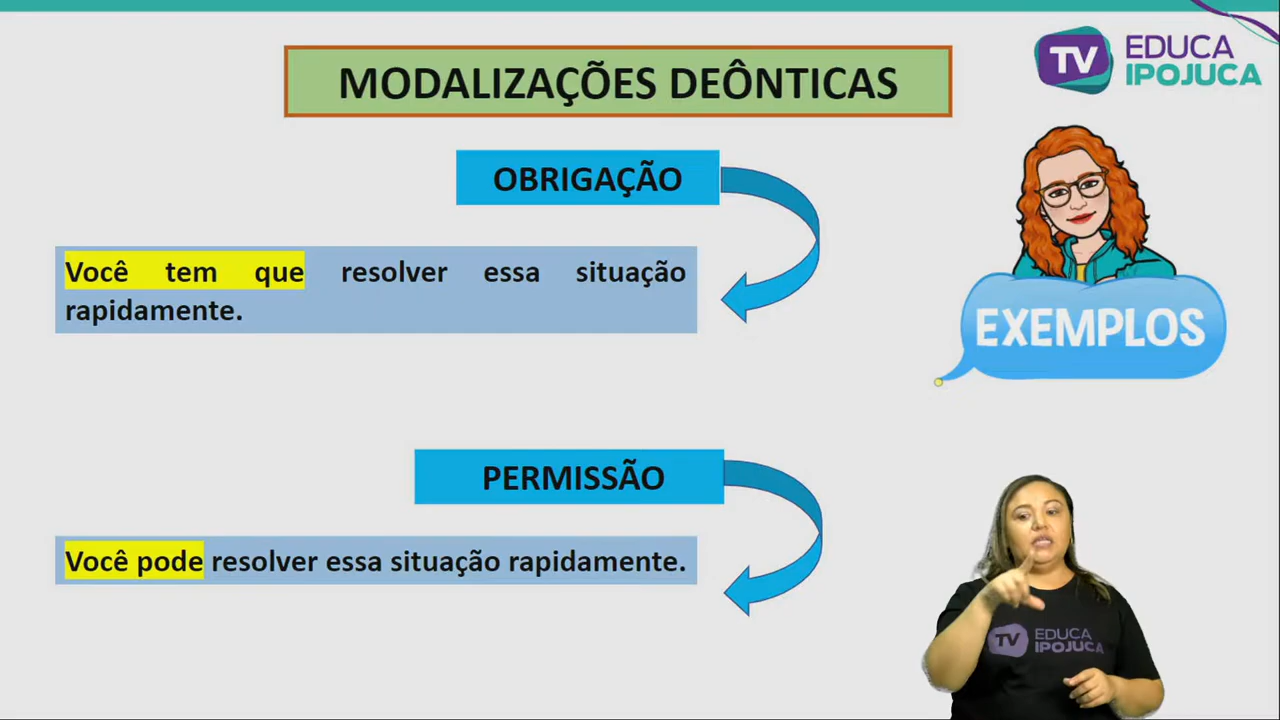 MODALIZAÇÕES DEÔNTICAS
TV EDUCA
IPOJUCA
OBRIGAÇÃO
Você tem que resolver essa situação
rapidamente.
EXEMPLOS
PERMISSÃO
Você pode resolver essa situação rapidamente.
TV EDUCA
IPOJUCA